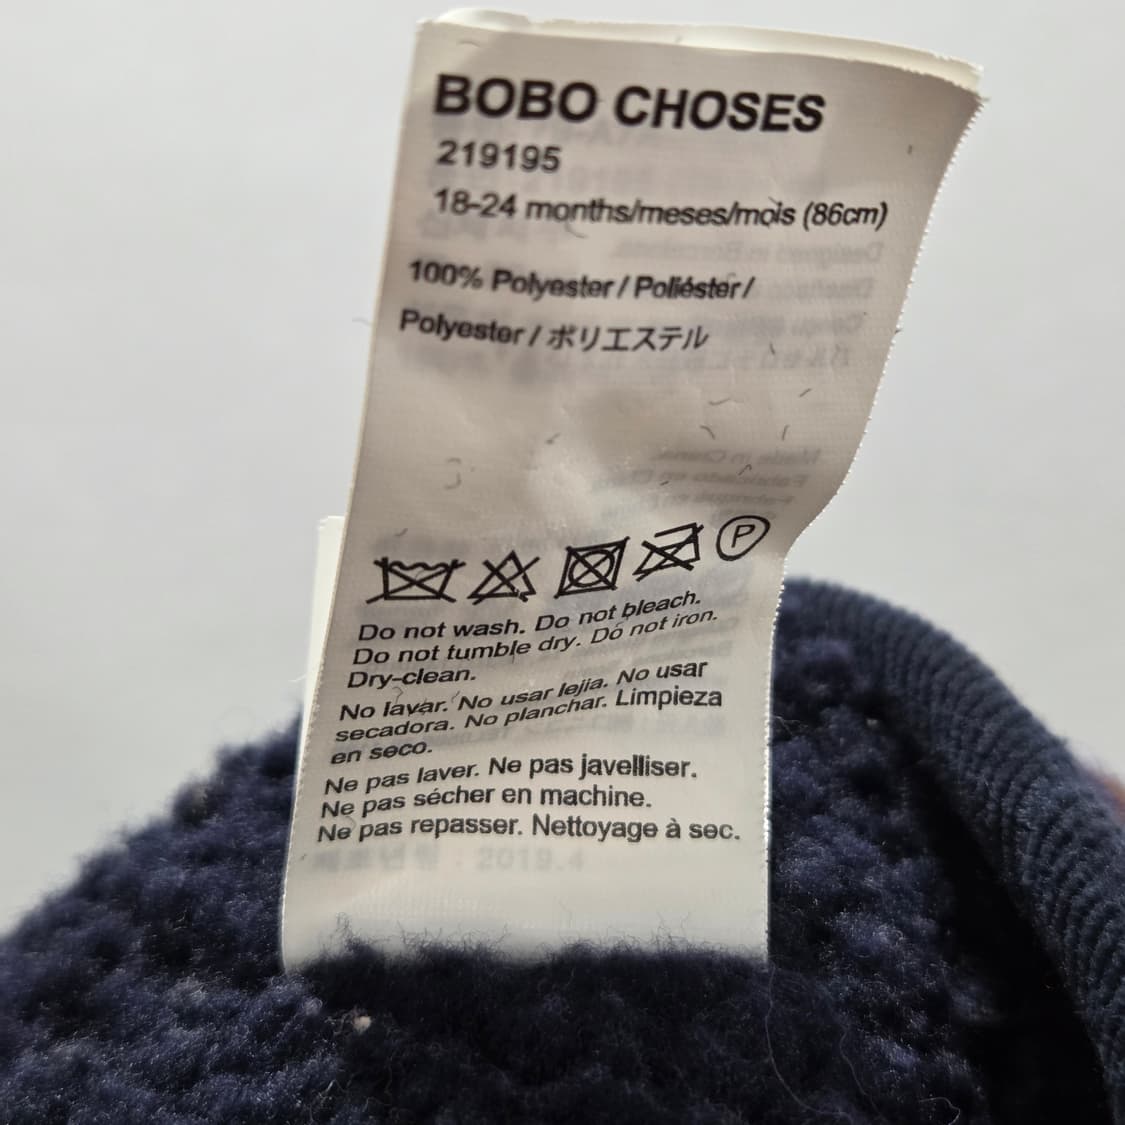 BOBO CHOSES
219195
18-24 months/meses/mois (86cm)
100% Polyester / Poliéster /
Polyester / ポリエステル
P
Do not wash. Do not bleach.
Do not tumble dry. Do not iron.
Dry-clean.
No lavar. No usar lejia. No usar
secadora. No planchar. Limpieza
en seco.
Ne pas laver. Ne pas javelliser.
Ne pas sécher en machine.
Ne pas repasser. Nettoyage à sec.
2019.4